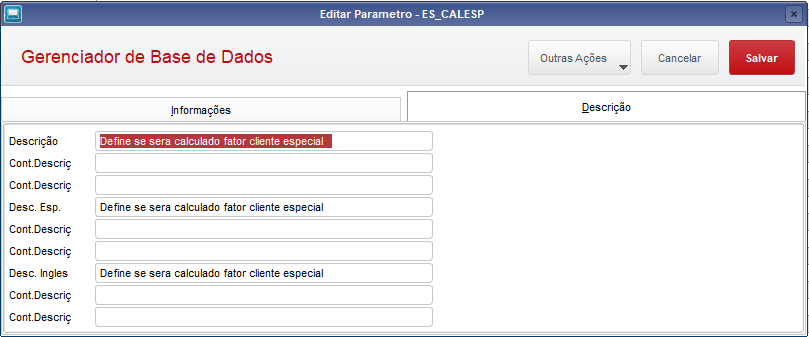 Editar Parametro - ES_CALESP
Gerenciador de Base de Dados
Outras Ações
Cancelar
Salvar
Informações
Descrição
Descrição Define se sera calculado fator cliente especial
Cont.Descriç
Cont.Descriç
Desc. Esp. Define se sera calculado fator cliente especial
Cont.Descriç
Cont.Descriç
Desc. Ingles Define se sera calculado fator cliente especial
Cont.Descriç
Cont.Descriç